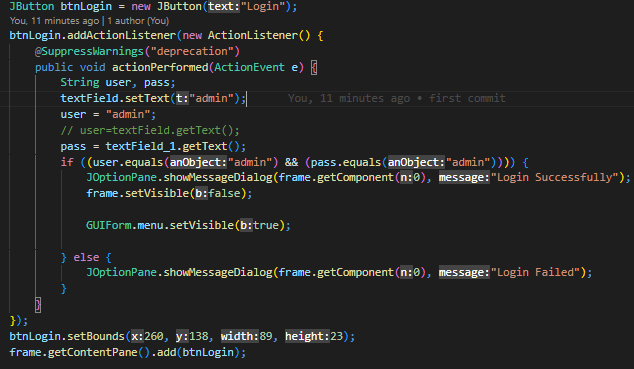 JButton btnLogin = new JButton(text:"Login");
You, 11 minutes ago | 1 author (You)
btnLogin.addActionListener(new ActionListener() {
@SuppressWarnings("deprecation")
public void actionPerformed(ActionEvent e) {
String user, pass;
textField.setText(t:"admin"); You, 11 minutes ago • first commit
user = "admin";
// user=textField.getText();
pass = textField_1.getText();
if ((user.equals(anObject:"admin") && (pass.equals(anObject:"admin")))) {
JOptionPane.showMessageDialog(frame.getComponent(n:0), message:"Login Successfully");
frame.setVisible(b:false);
GUIForm.menu.setVisible(b:true);
} else {
JOptionPane.showMessageDialog(frame.getComponent(n:0), message:"Login Failed");
}
}
});
btnLogin.setBounds(x:260, y:138, width:89, height:23);
frame.getContentPane().add(btnLogin);